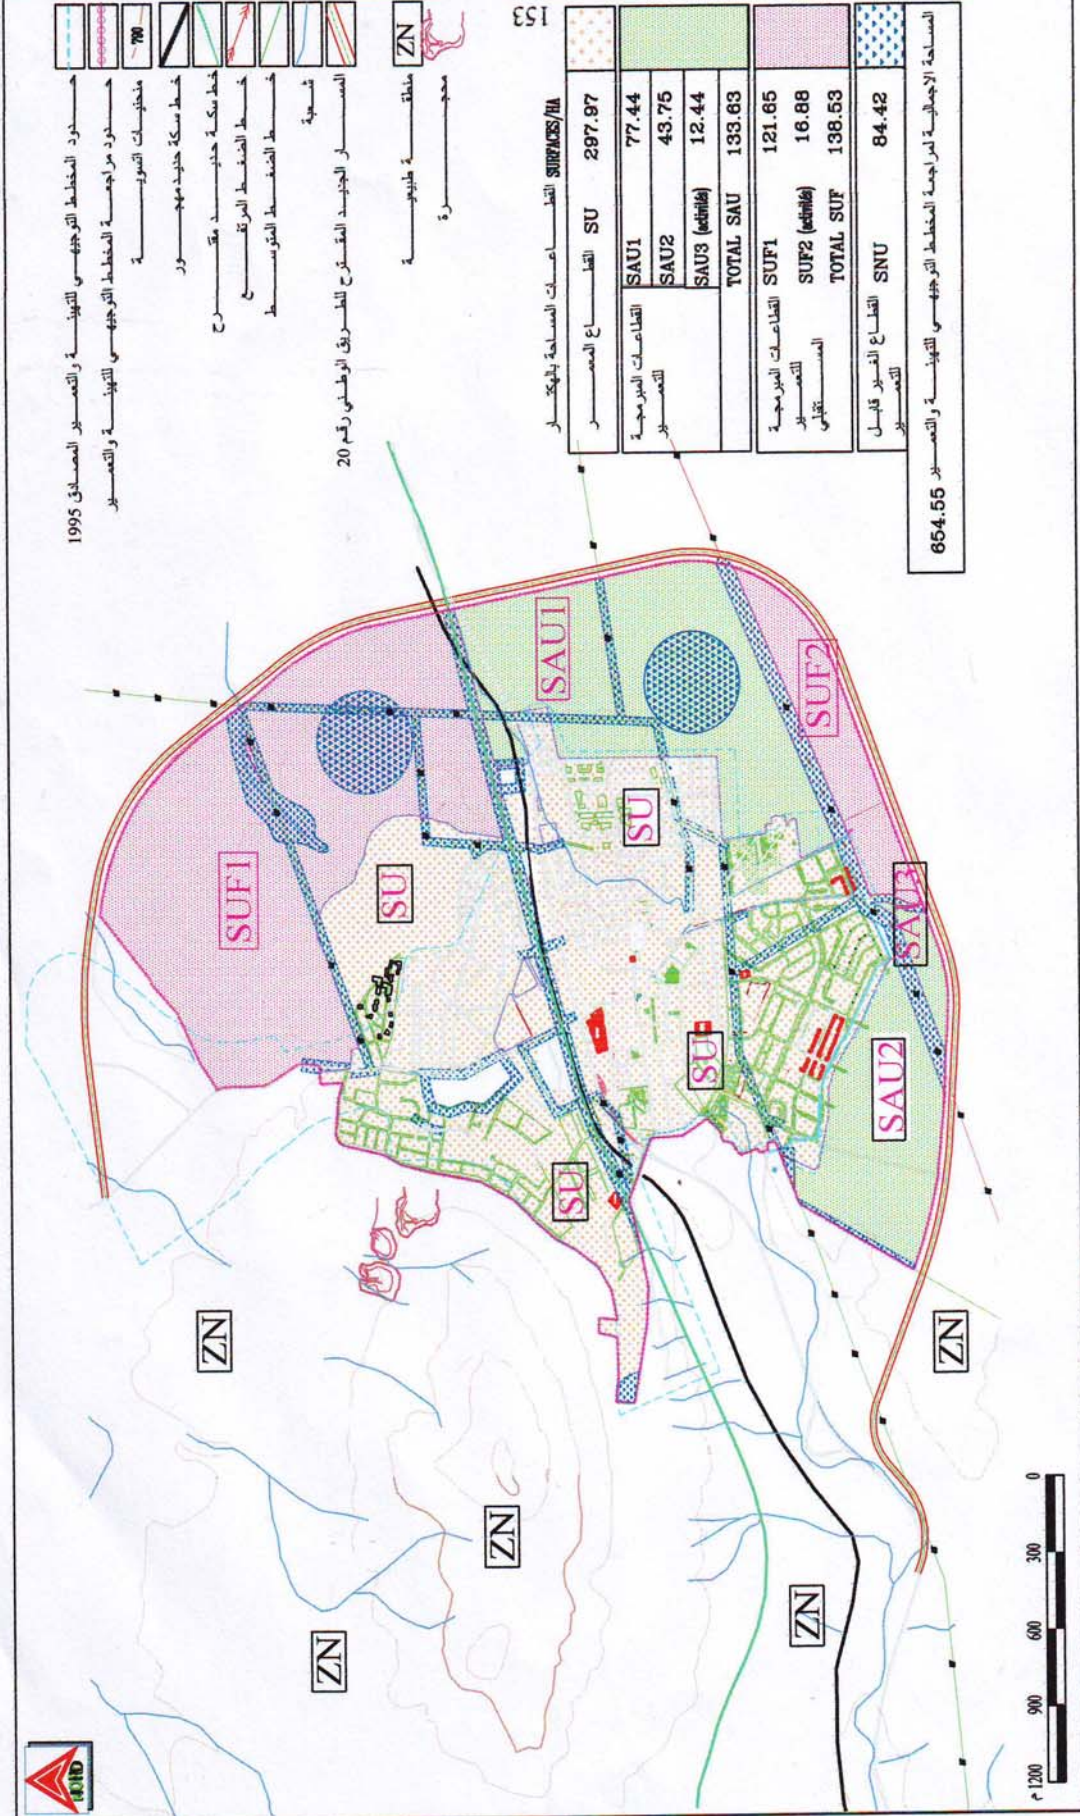 حدود المخطط التوجيهي للتهيئة والتعمير المصادق 1995
حدود مراجعة المخطط التوجيهي للتهيئة والتعمير
760 منحنيات التسوية
خط سكة حديد مهجور
خط سكة حديد مقترح
خط الضغط المرتفع
خط الضغط المتوسط
شعبة
المسار الجديد المقترح للطريق الوطني رقم 20
ZN منطقة طبيعية
محجرة
153
القطاعات المساحة بالهكتار SURFACES/HA
القطاع المعمر SU 297.97
القطاعات المبرمجة للتعمير
SAU1 77.44
SAU2 43.75
SAU3 (activités) 12.44
TOTAL SAU 133.63
القطاعات المبرمجة للتعمير المستقبلي
SUF1 121.65
SUF2 (activités) 16.88
TOTAL SUF 138.53
القطاع الغير قابل للتعمير SNU 84.42
المساحة الاجمالية لمراجعة المخطط التوجيهي للتهيئة والتعمير 654.55
SUF1
SU
SAU1
SU
SUF2
SAU3
SU
SAU2
SU
ZN
ZN
ZN
ZN
ZN
NORD
م 1200 900 600 300 0